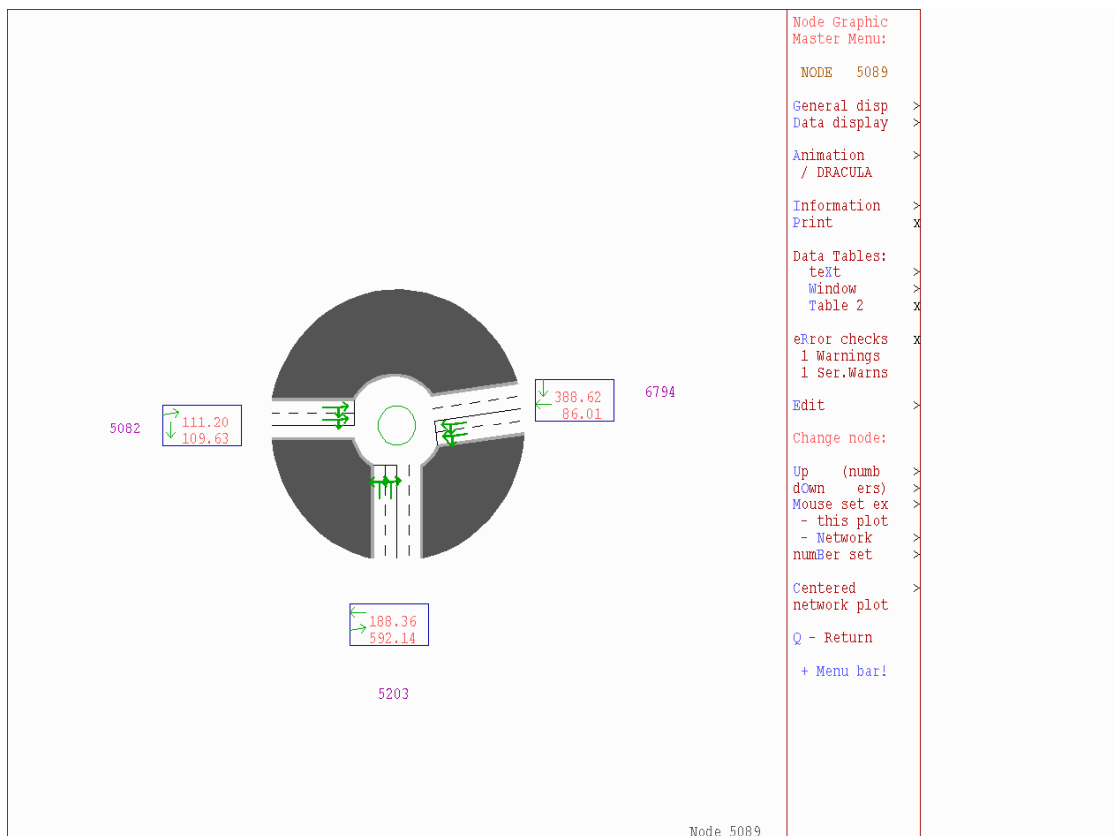 Node Graphic
Master Menu:
NODE 5089
General disp >
Data display >
Animation >
/ DRACULA
Information >
Print x
Data Tables:
teXt >
Window >
Table 2 x
eRror checks x
1 Warnings
1 Ser.Warns
Edit >
Change node:
Up (numb >
dOwn ers) >
Mouse set ex >
- this plot
- Network >
numBer set >
Centered >
network plot
Q - Return
+ Menu bar!
388.62
86.01
6794
5082
111.20
109.63
188.36
592.14
5203
Node 5089